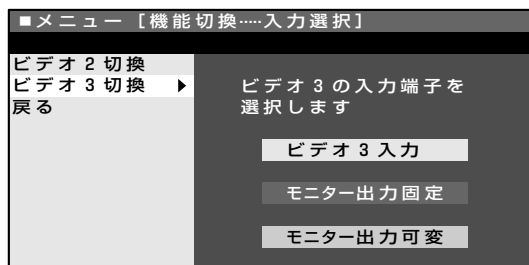 ■メニュー [機能切換……入力選択]
ビデオ2切換
ビデオ3切換 ▶
戻る
ビデオ3の入力端子を
選択します
ビデオ3入力
モニター出力固定
モニター出力可変